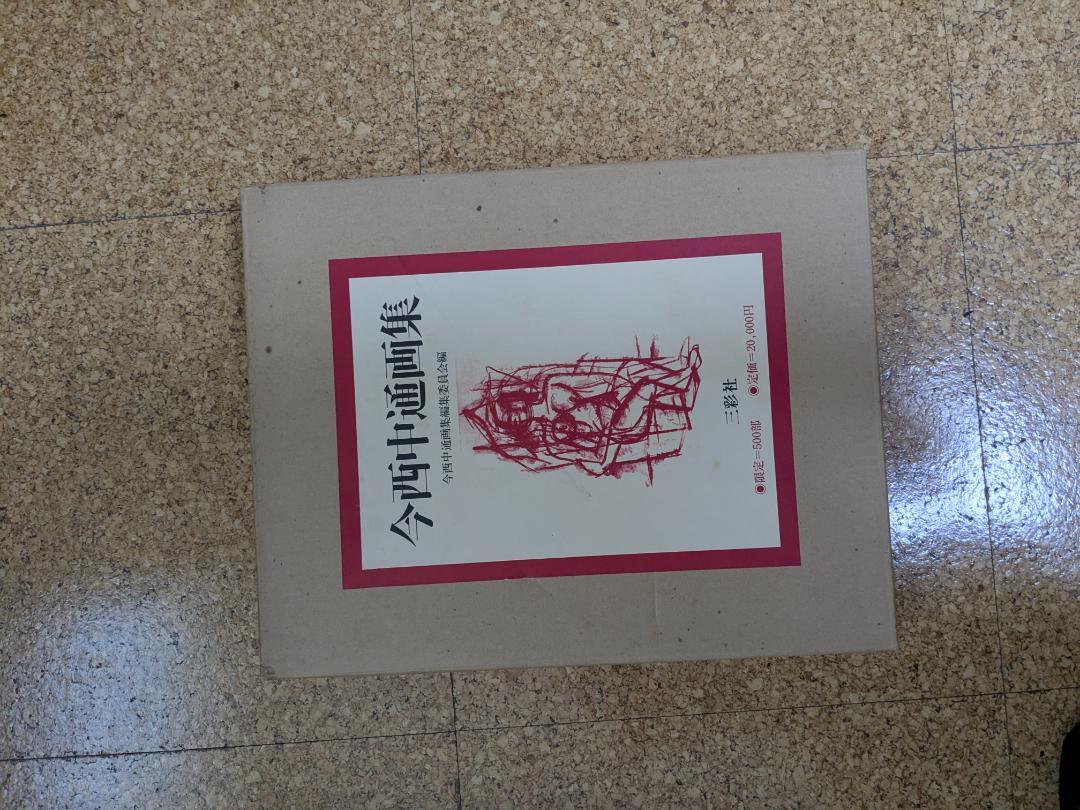 今西中通画集
今西中通画集編集委員会編
三彩社
◉限定=500部 ◉定価=20,000円